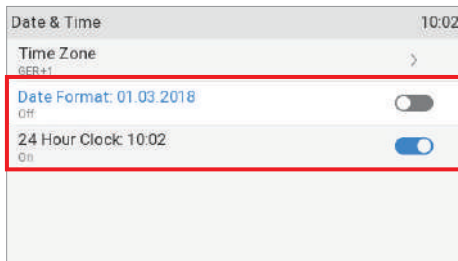 Date & Time 10:02
Time Zone
GER+1
Date Format: 01.03.2018
Off
24 Hour Clock: 10:02
On